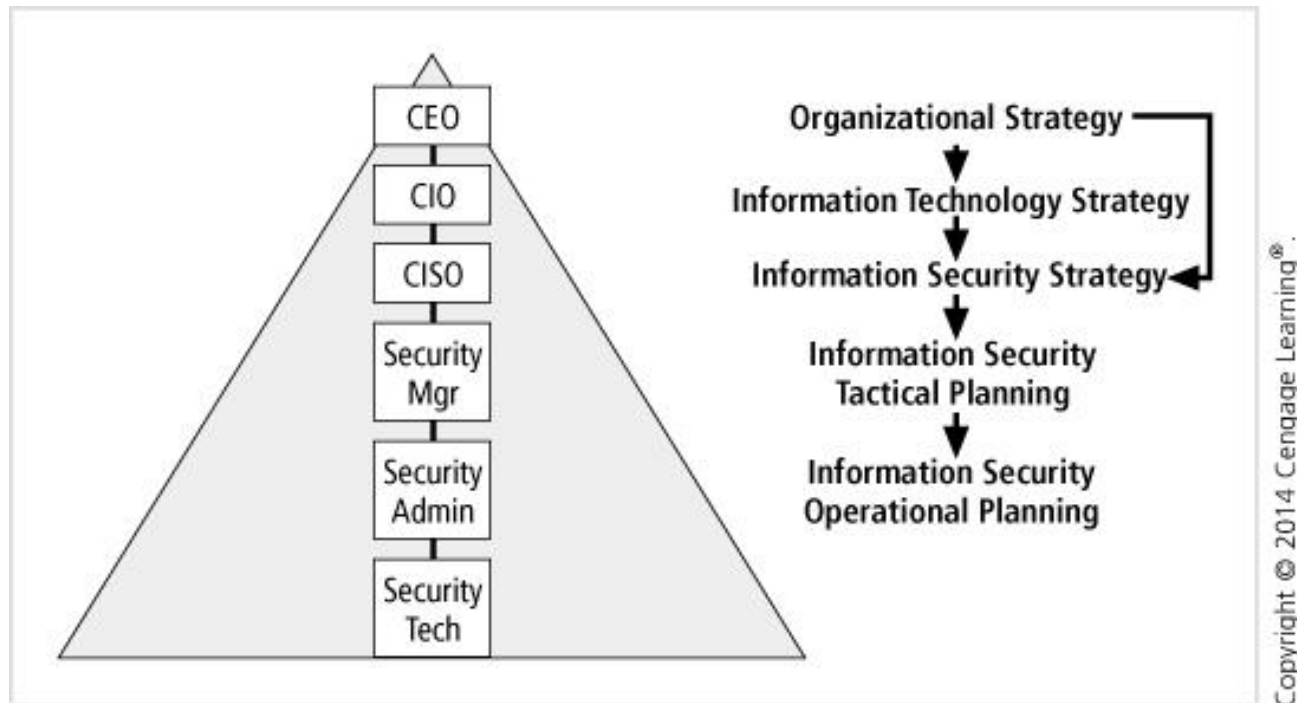 CEO
CIO
CISO
Security
Mgr
Security
Admin
Security
Tech
Organizational Strategy
Information Technology Strategy
Information Security Strategy
Information Security
Tactical Planning
Information Security
Operational Planning
Copyright © 2014 Cengage Learning®.